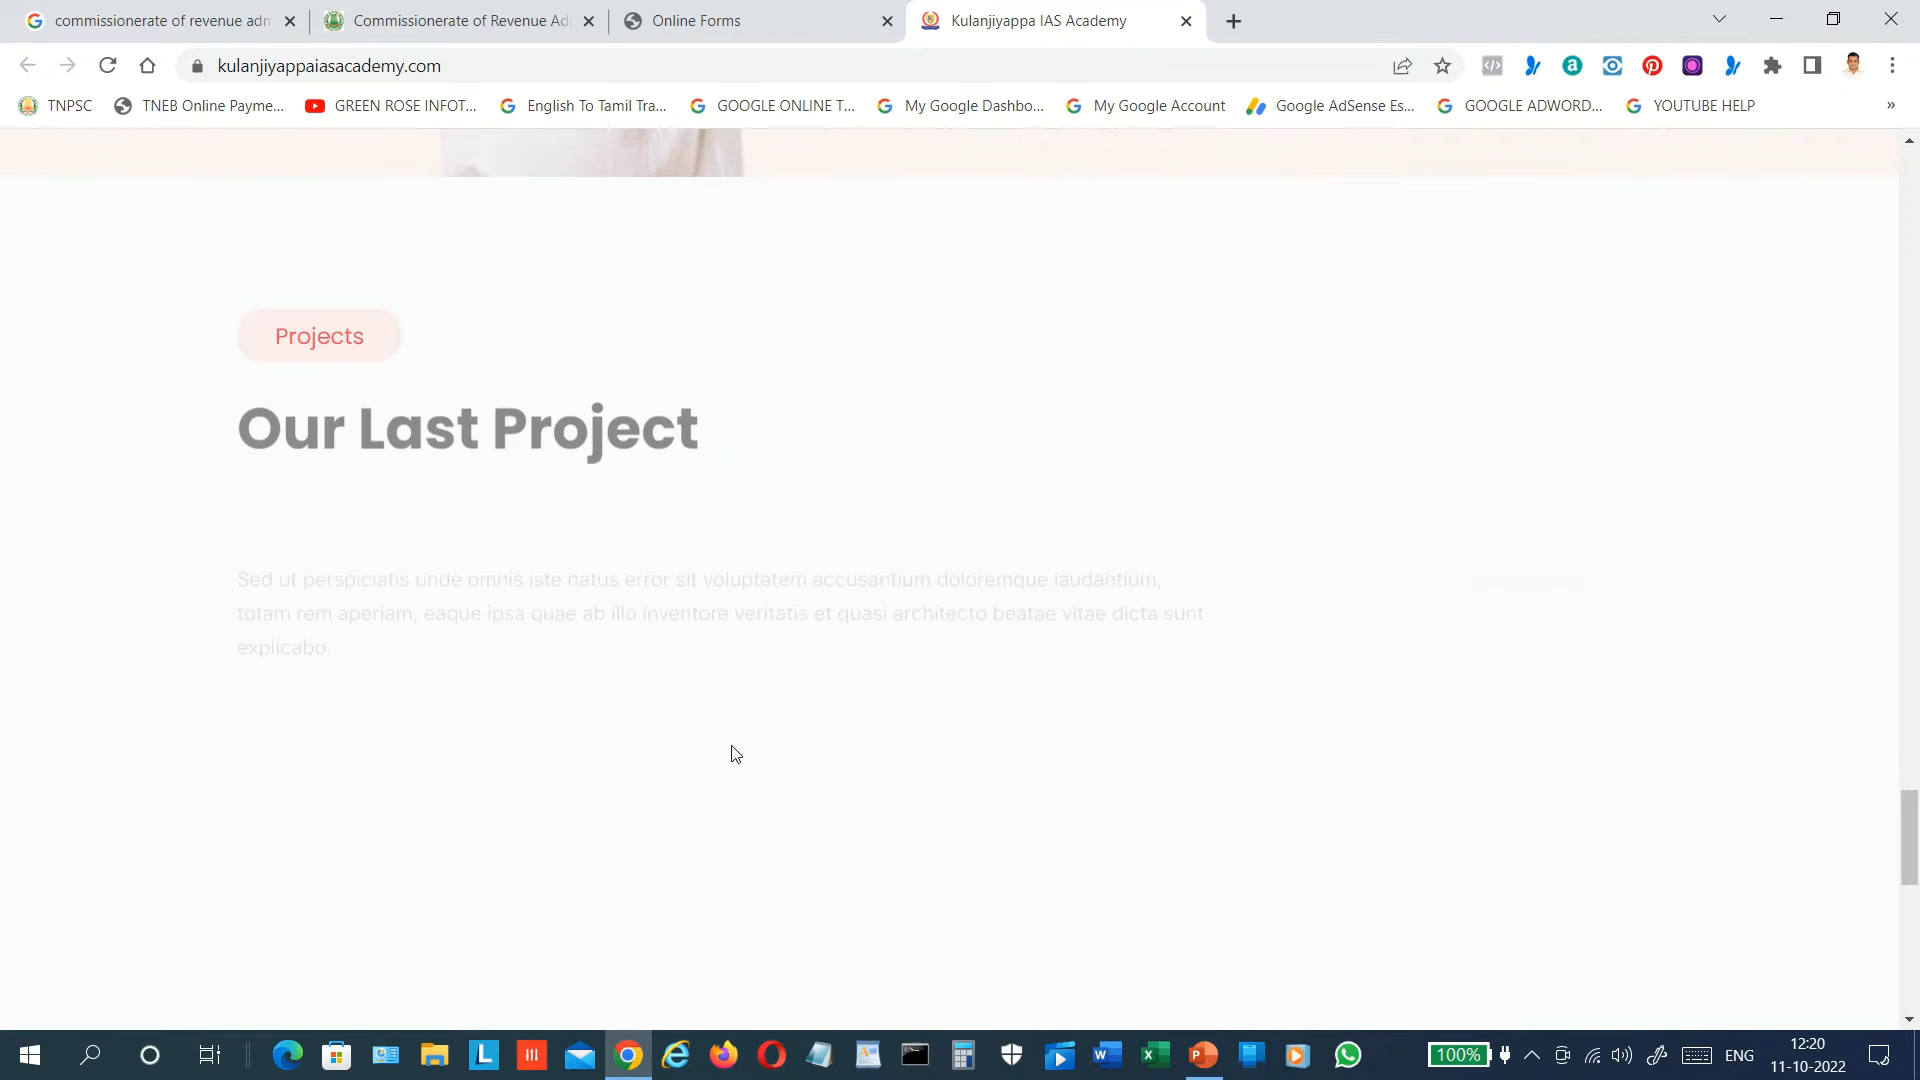 commissionerate of revenue adm
Commissionerate of Revenue Ad
Online Forms
Kulanjiyappa IAS Academy
kulanjiyappaiasacademy.com
TNPSC
TNEB Online Payme...
GREEN ROSE INFOT...
English To Tamil Tra...
GOOGLE ONLINE T...
My Google Dashbo...
My Google Account
Google AdSense Es...
GOOGLE ADWORD...
YOUTUBE HELP
»
Projects
Our Last Project
Sed ut perspiciatis unde omnis iste natus error sit voluptatem accusantium doloremque laudantium,
totam rem aperiam, eaque ipsa quae ab illo inventore veritatis et quasi architecto beatae vitae dicta sunt
explicabo.
100%
ENG
12:20
11-10-2022